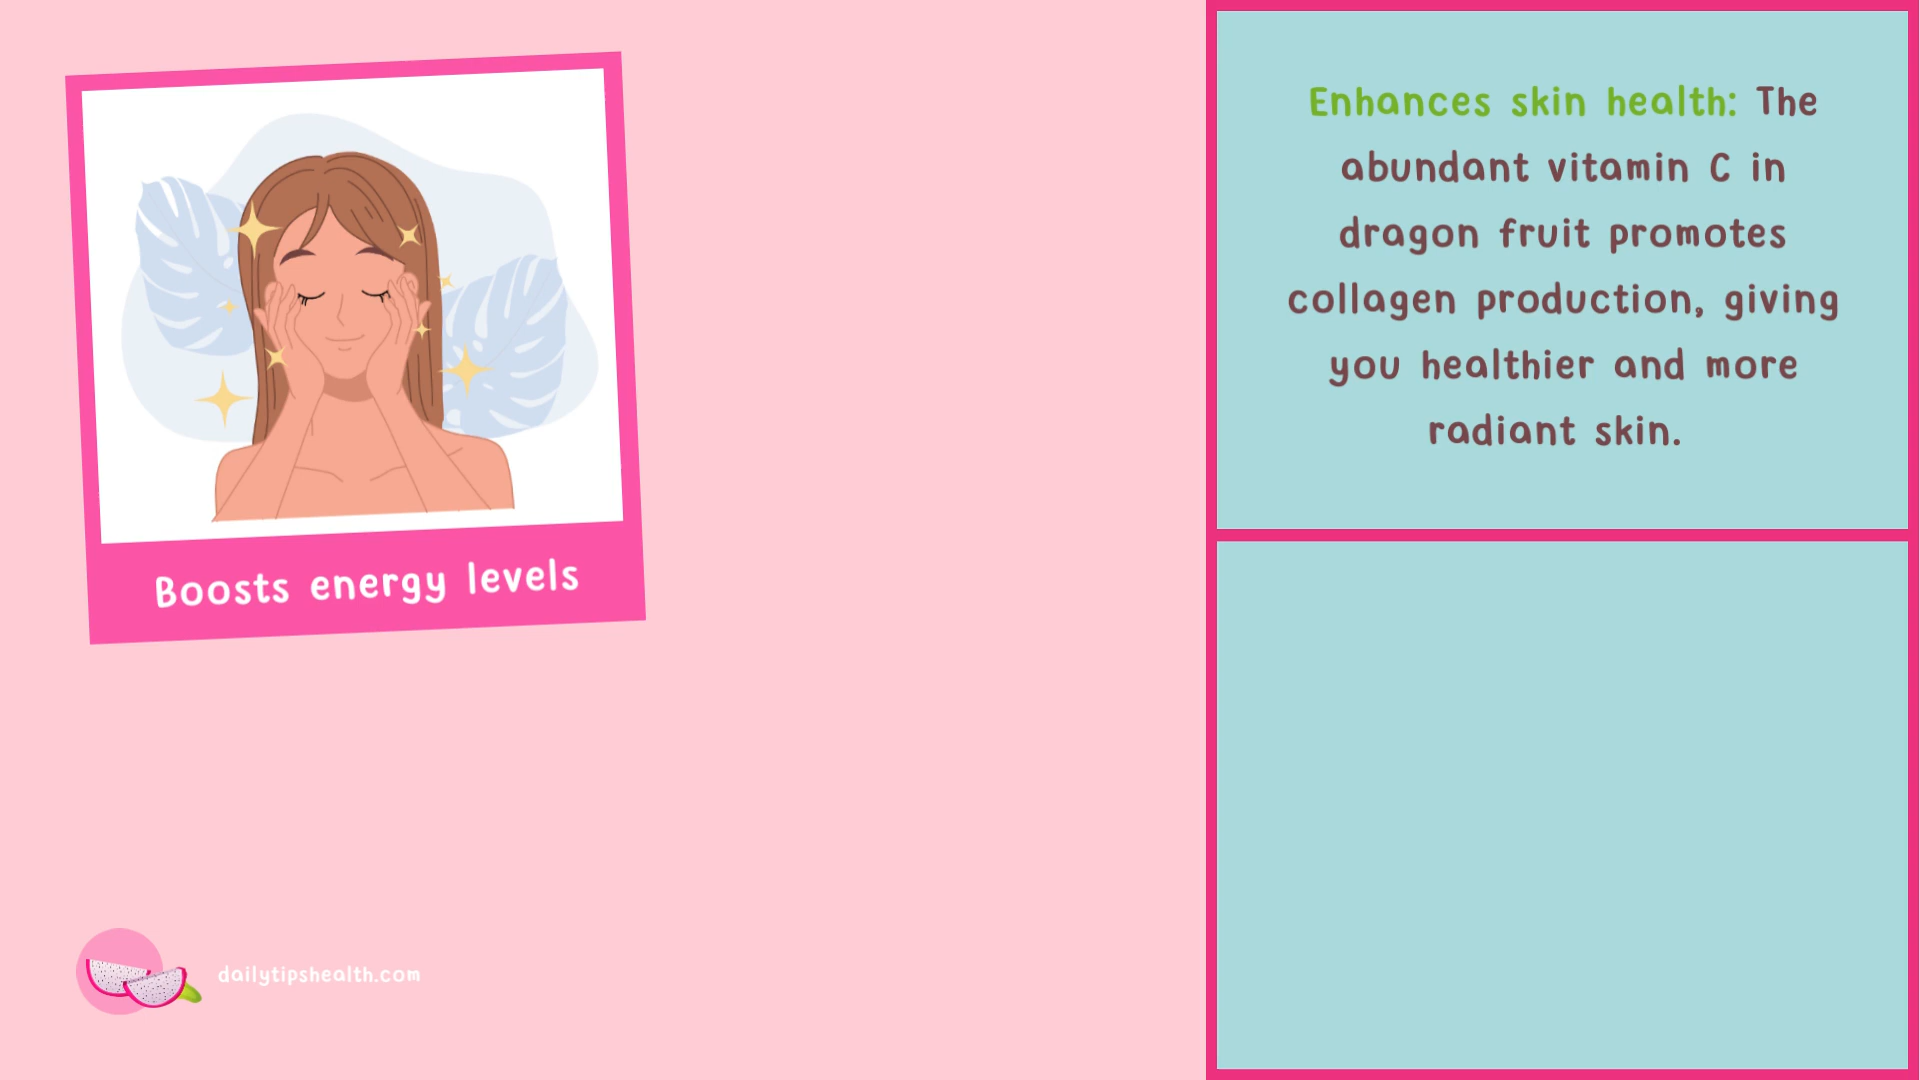 Boosts energy levels
Enhances skin health: The
abundant vitamin C in
dragon fruit promotes
collagen production, giving
you healthier and more
radiant skin.
dailytipshealth.com